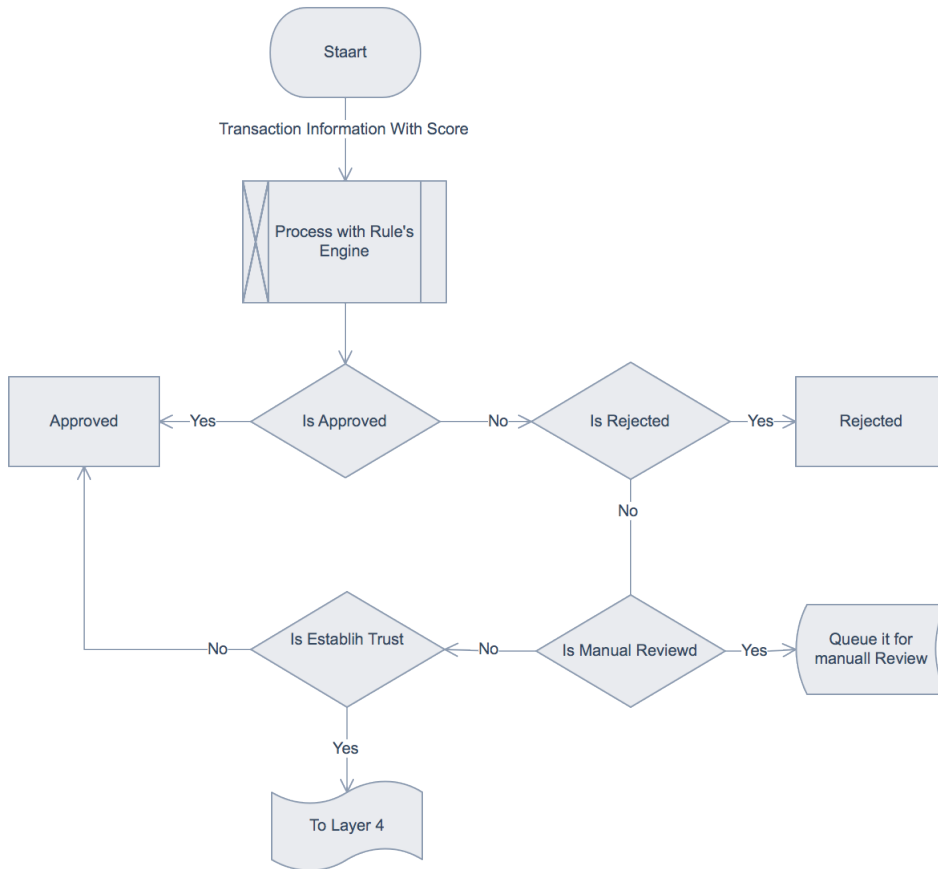 Staart
Transaction Information With Score
Process with Rule's
Engine
Approved
Yes
Is Approved
No
Is Rejected
Yes
Rejected
No
Is Establih Trust
No
Is Manual Reviewd
Yes
Queue it for
manuall Review
No
Yes
To Layer 4